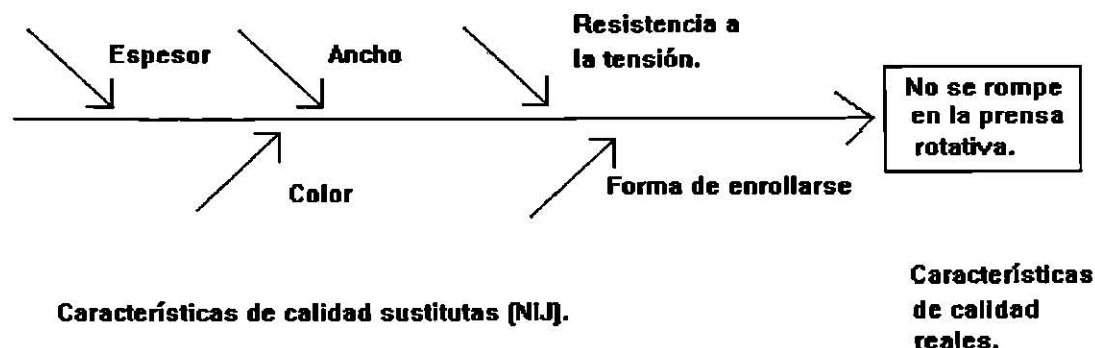 Espesor
Ancho
Resistencia a
la tensión.
No se rompe
en la prensa
rotativa.
Color
Forma de enrollarse
Características de calidad sustitutas (NIJ).
Características
de calidad
reales.